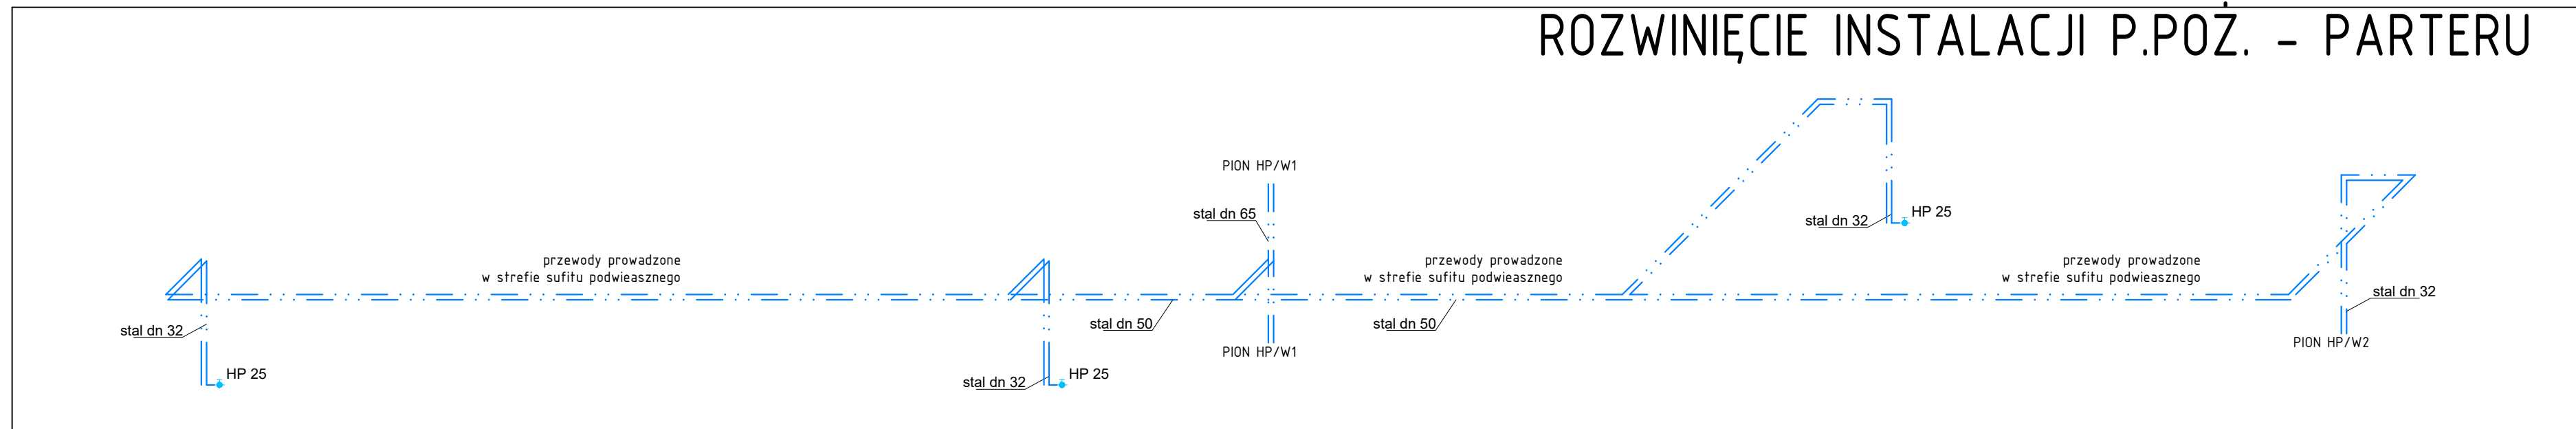 ROZWINIĘCIE INSTALACJI P.POŻ. - PARTERU
PION HP/W1
stal dn 65
HP 25
stal dn 32
przewody prowadzone
w strefie sufitu podwieasznego
przewody prowadzone
w strefie sufitu podwieasznego
przewody prowadzone
w strefie sufitu podwieasznego
stal dn 32
stal dn 32
stal dn 50
stal dn 50
PION HP/W1
PION HP/W2
HP 25
stal dn 32
HP 25